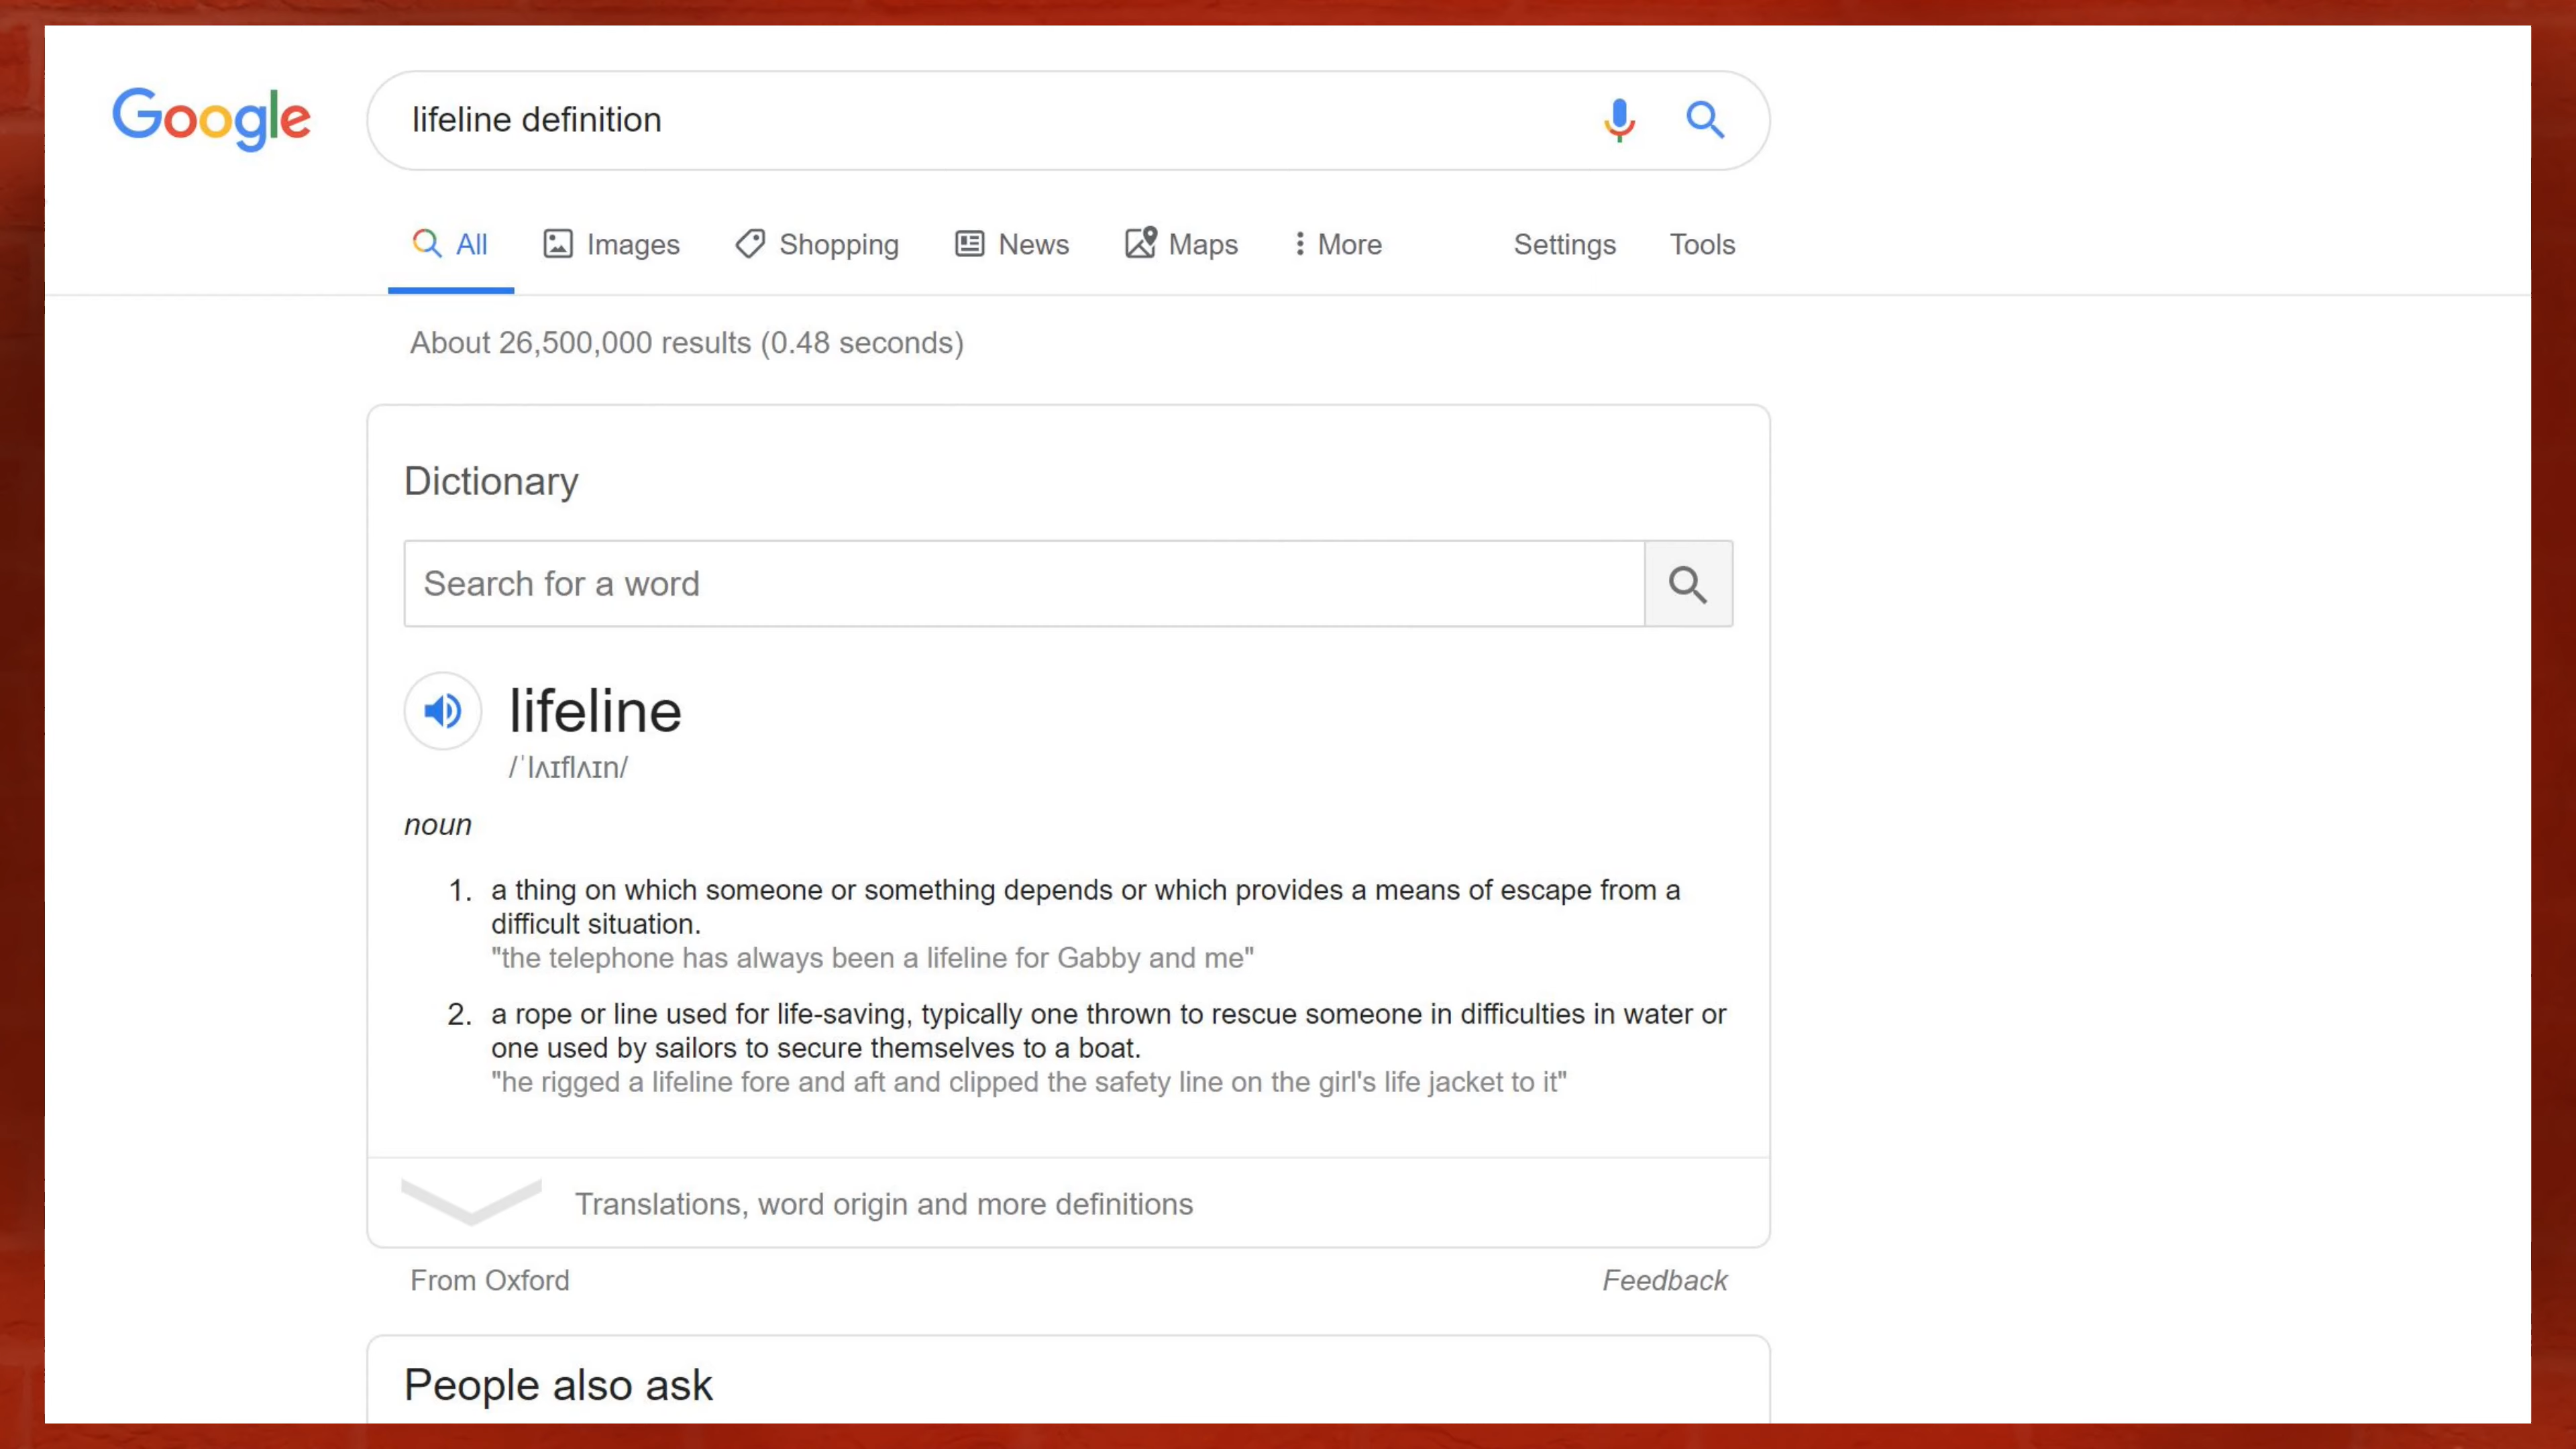 Google
lifeline definition
All Images Shopping News Maps More Settings Tools
About 26,500,000 results (0.48 seconds)
Dictionary
Search for a word
lifeline
/ˈlʌɪflʌɪn/
noun
1. a thing on which someone or something depends or which provides a means of escape from a
difficult situation.
"the telephone has always been a lifeline for Gabby and me"
2. a rope or line used for life-saving, typically one thrown to rescue someone in difficulties in water or
one used by sailors to secure themselves to a boat.
"he rigged a lifeline fore and aft and clipped the safety line on the girl's life jacket to it"
Translations, word origin and more definitions
From Oxford Feedback
People also ask